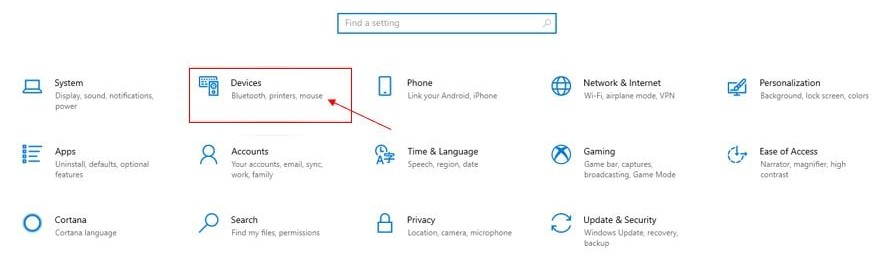 Find a setting
System
Display, sound, notifications,
power
Devices
Bluetooth, printers, mouse
Phone
Link your Android, iPhone
Network & Internet
Wi-Fi, airplane mode, VPN
Personalization
Background, lock screen, colors
Apps
Uninstall, defaults, optional
features
Accounts
Your accounts, email, sync,
work, family
Time & Language
Speech, region, date
Gaming
Game bar, captures,
broadcasting, Game Mode
Ease of Access
Narrator, magnifier, high
contrast
Cortana
Cortana language
Search
Find my files, permissions
Privacy
Location, camera, microphone
Update & Security
Windows Update, recovery,
backup